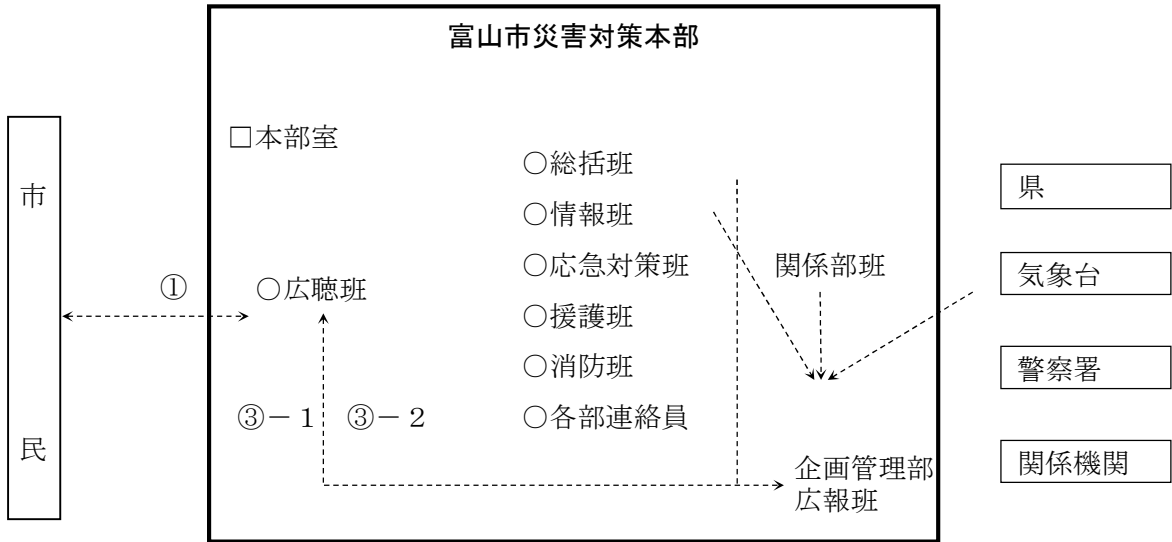 富山市災害対策本部
市
民
①
□本部室
○広聴班
③－１
③－２
○総括班
○情報班
○応急対策班
○援護班
○消防班
○各部連絡員
関係部班
企画管理部
広報班
県
気象台
警察署
関係機関